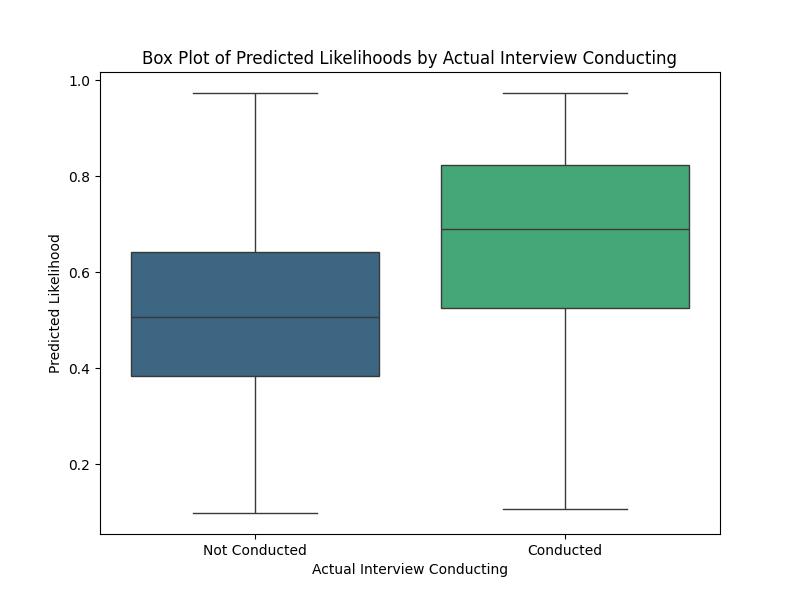 Box Plot of Predicted Likelihoods by Actual Interview Conducting
Predicted Likelihood
1.0
0.8
0.6
0.4
0.2
Not Conducted
Conducted
Actual Interview Conducting